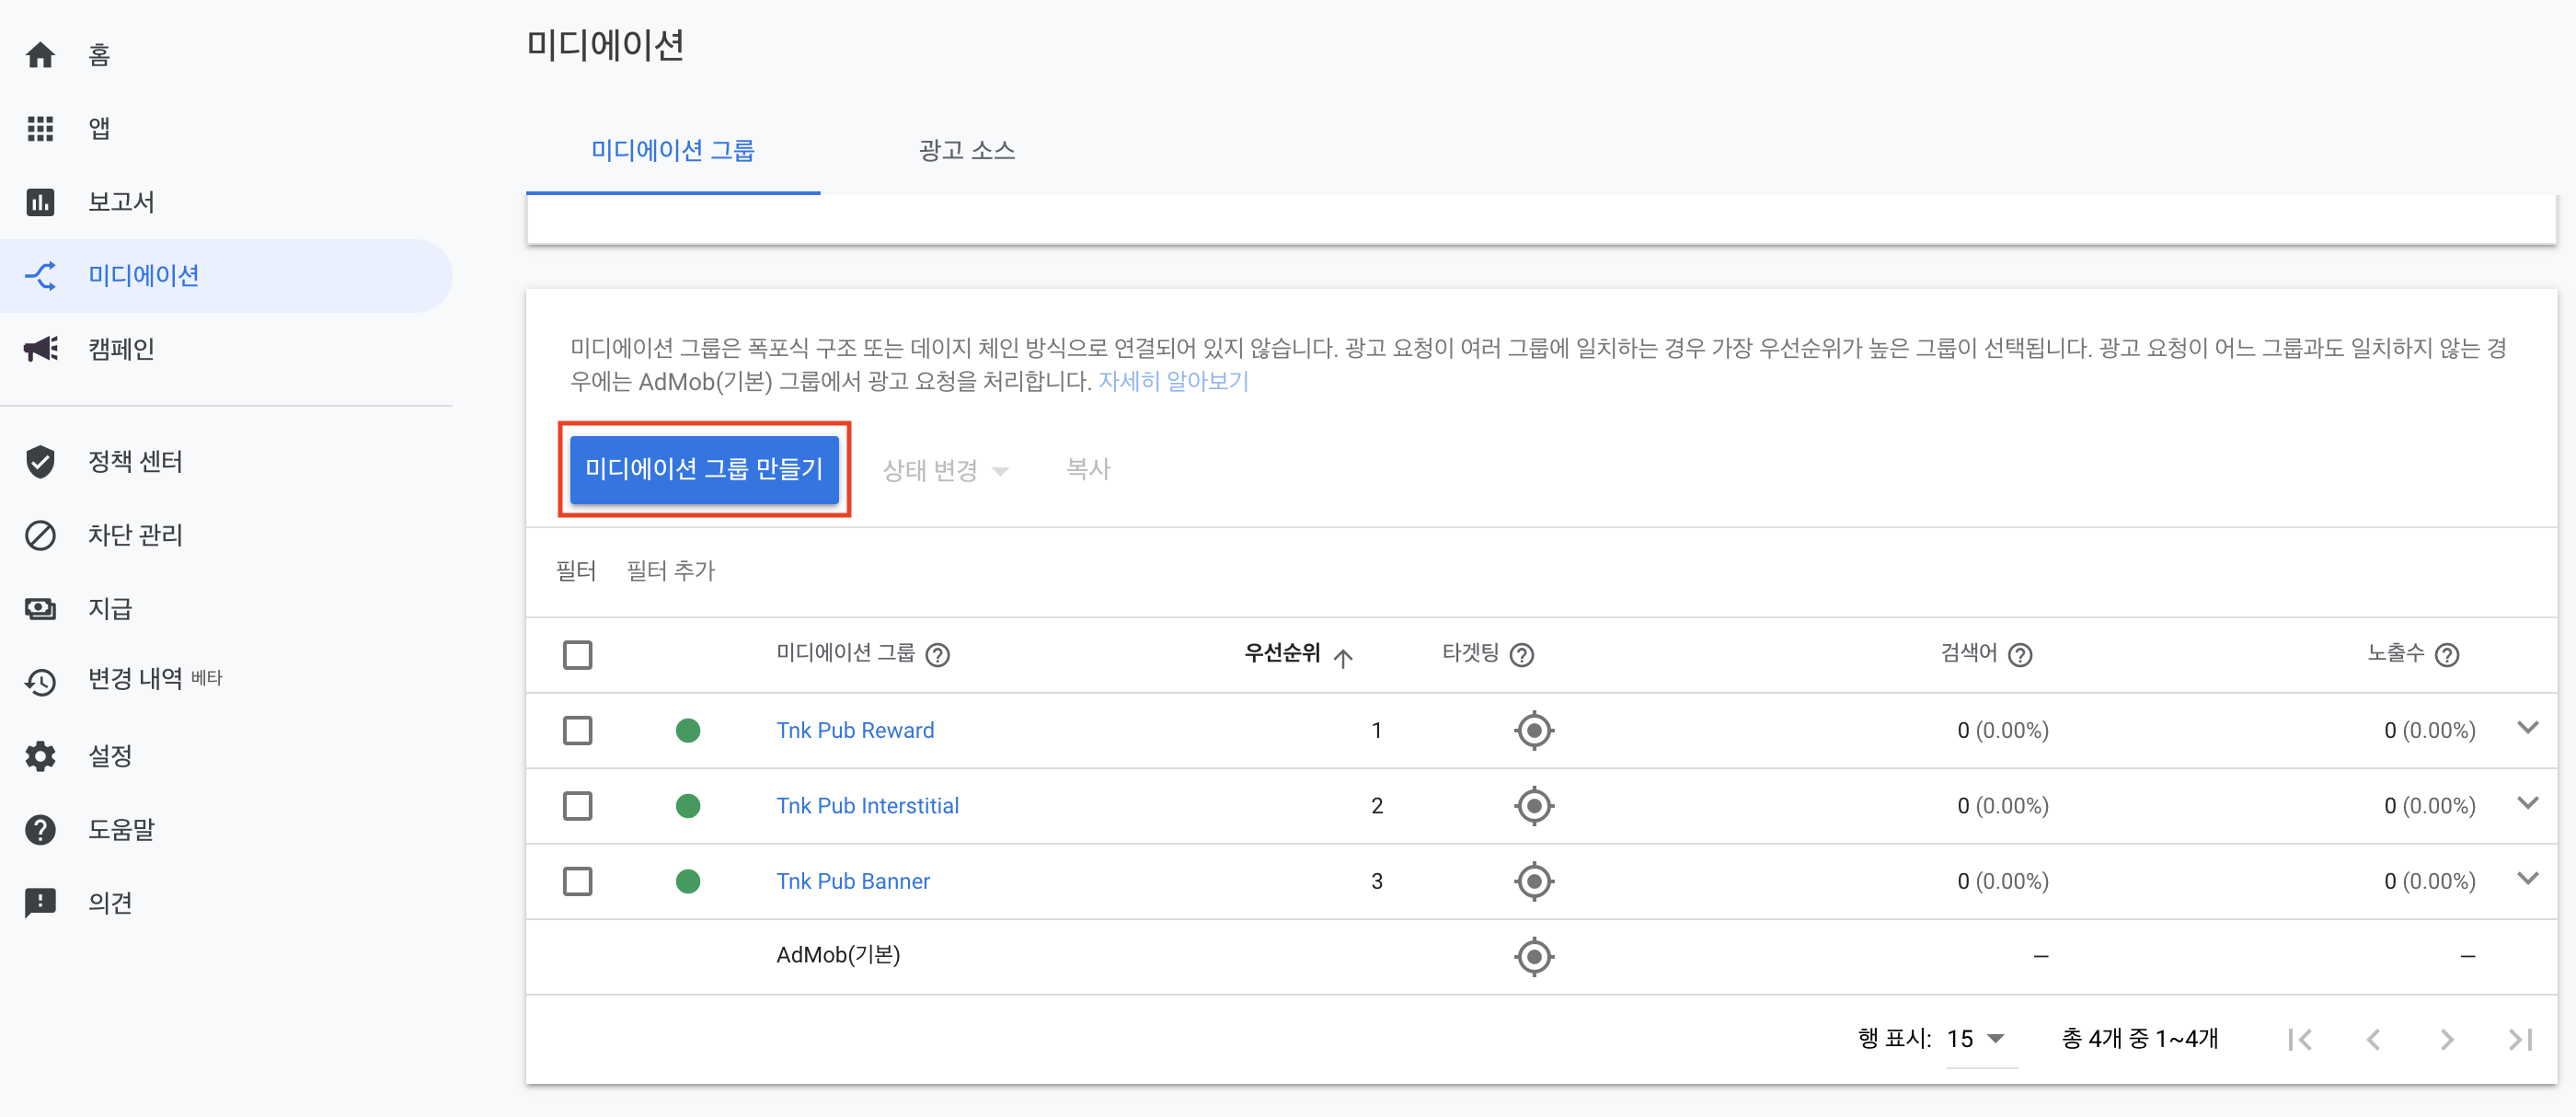 홈
앱
보고서
미디에이션
캠페인
정책 센터
차단 관리
지급
변경 내역 베타
설정
도움말
의견
미디에이션
미디에이션 그룹
광고 소스
미디에이션 그룹은 폭포식 구조 또는 데이지 체인 방식으로 연결되어 있지 않습니다. 광고 요청이 여러 그룹에 일치하는 경우 가장 우선순위가 높은 그룹이 선택됩니다. 광고 요청이 어느 그룹과도 일치하지 않는 경
우에는 AdMob(기본) 그룹에서 광고 요청을 처리합니다. 자세히 알아보기
미디에이션 그룹 만들기 상태 변경 복사
필터 필터 추가
미디에이션 그룹 우선순위 타겟팅 검색어 노출수
Tnk Pub Reward 1 0 (0.00%) 0 (0.00%)
Tnk Pub Interstitial 2 0 (0.00%) 0 (0.00%)
Tnk Pub Banner 3 0 (0.00%) 0 (0.00%)
AdMob(기본) – –
행 표시: 15 총 4개 중 1~4개